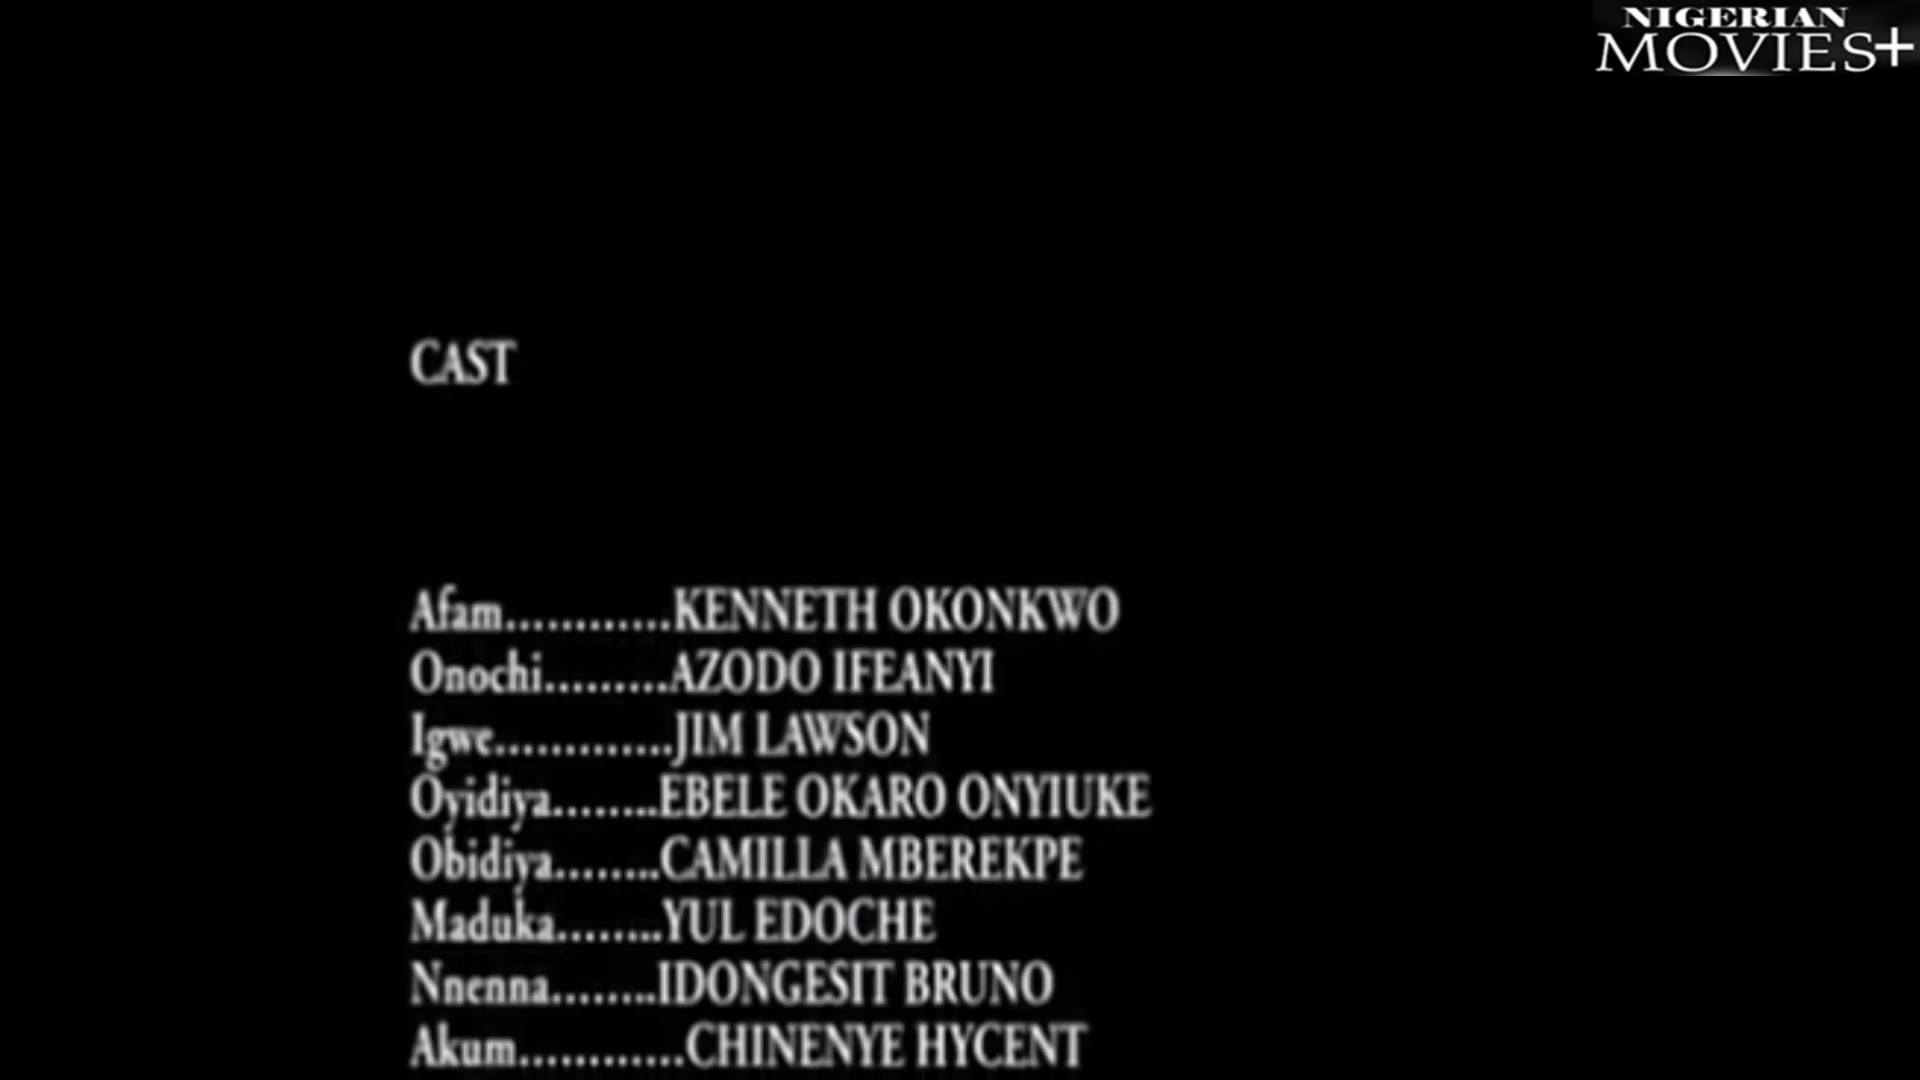 NIGERIAN
MOVIES+
CAST
Afam............KENNETH OKONKWO
Onochi.........AZODO IFEANYI
Igwe.............JIM LAWSON
Oyidiya........EBELE OKARO ONYIUKE
Obidiya........CAMILLA MBEREKPE
Maduka........YUL EDOCHE
Nnenna........IDONGESIT BRUNO
Akum............CHINENYE HYCENT